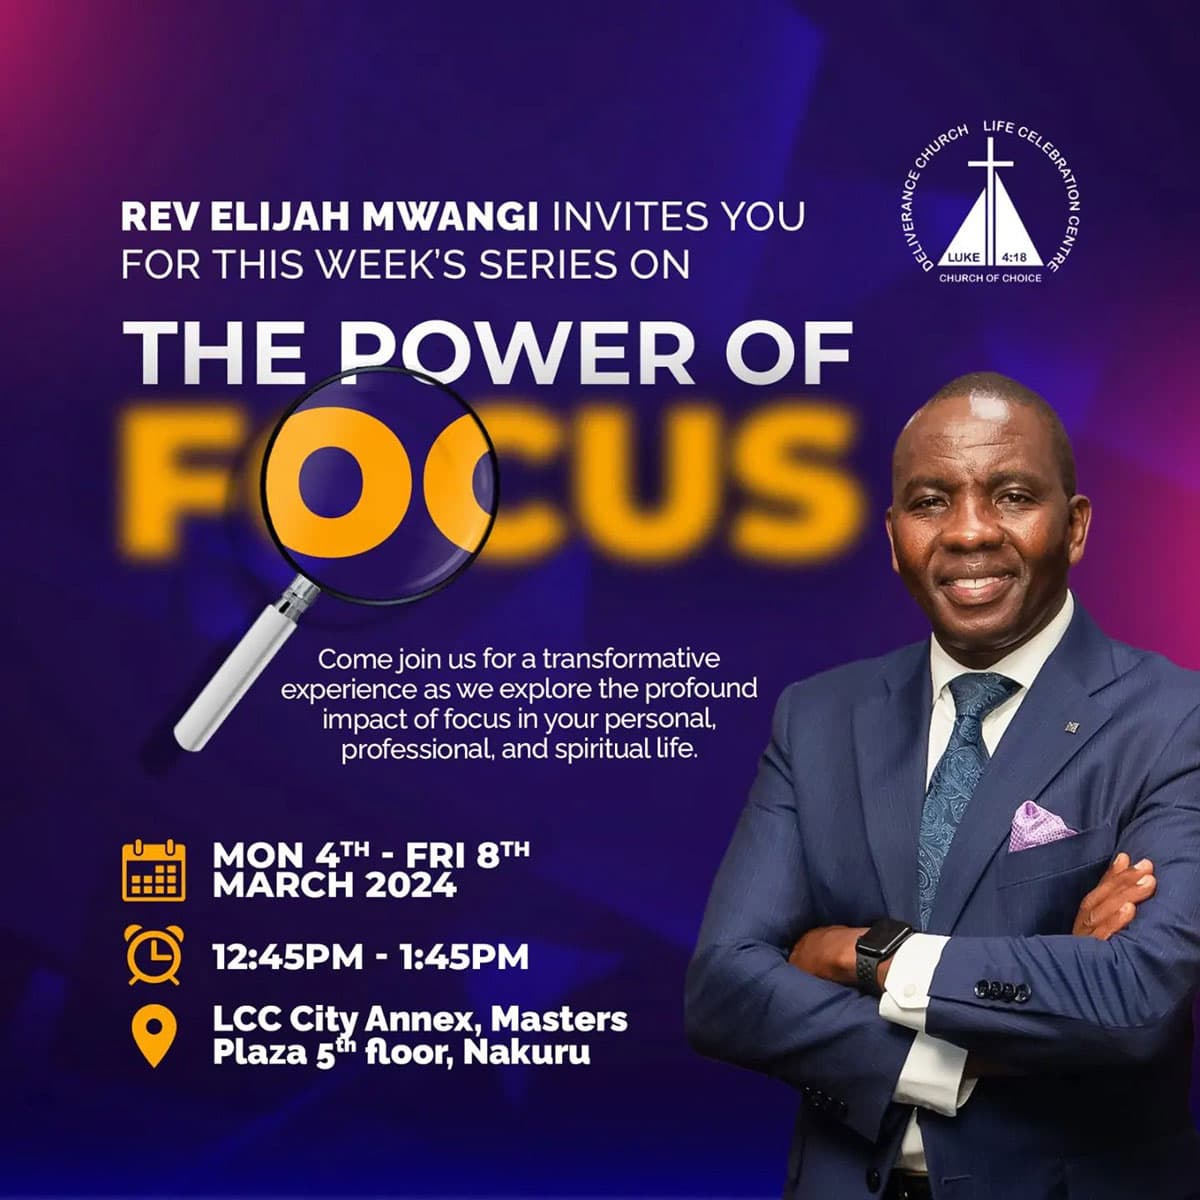 DELIVERANCE CHURCH LIFE CELEBRATION CENTRE
LUKE 4:18
CHURCH OF CHOICE
REV ELIJAH MWANGI INVITES YOU
FOR THIS WEEK'S SERIES ON
THE POWER OF
FOCUS
Come join us for a transformative
experience as we explore the profound
impact of focus in your personal,
professional, and spiritual life.
MON 4TH - FRI 8TH
MARCH 2024
12:45PM - 1:45PM
LCC City Annex, Masters
Plaza 5th floor, Nakuru